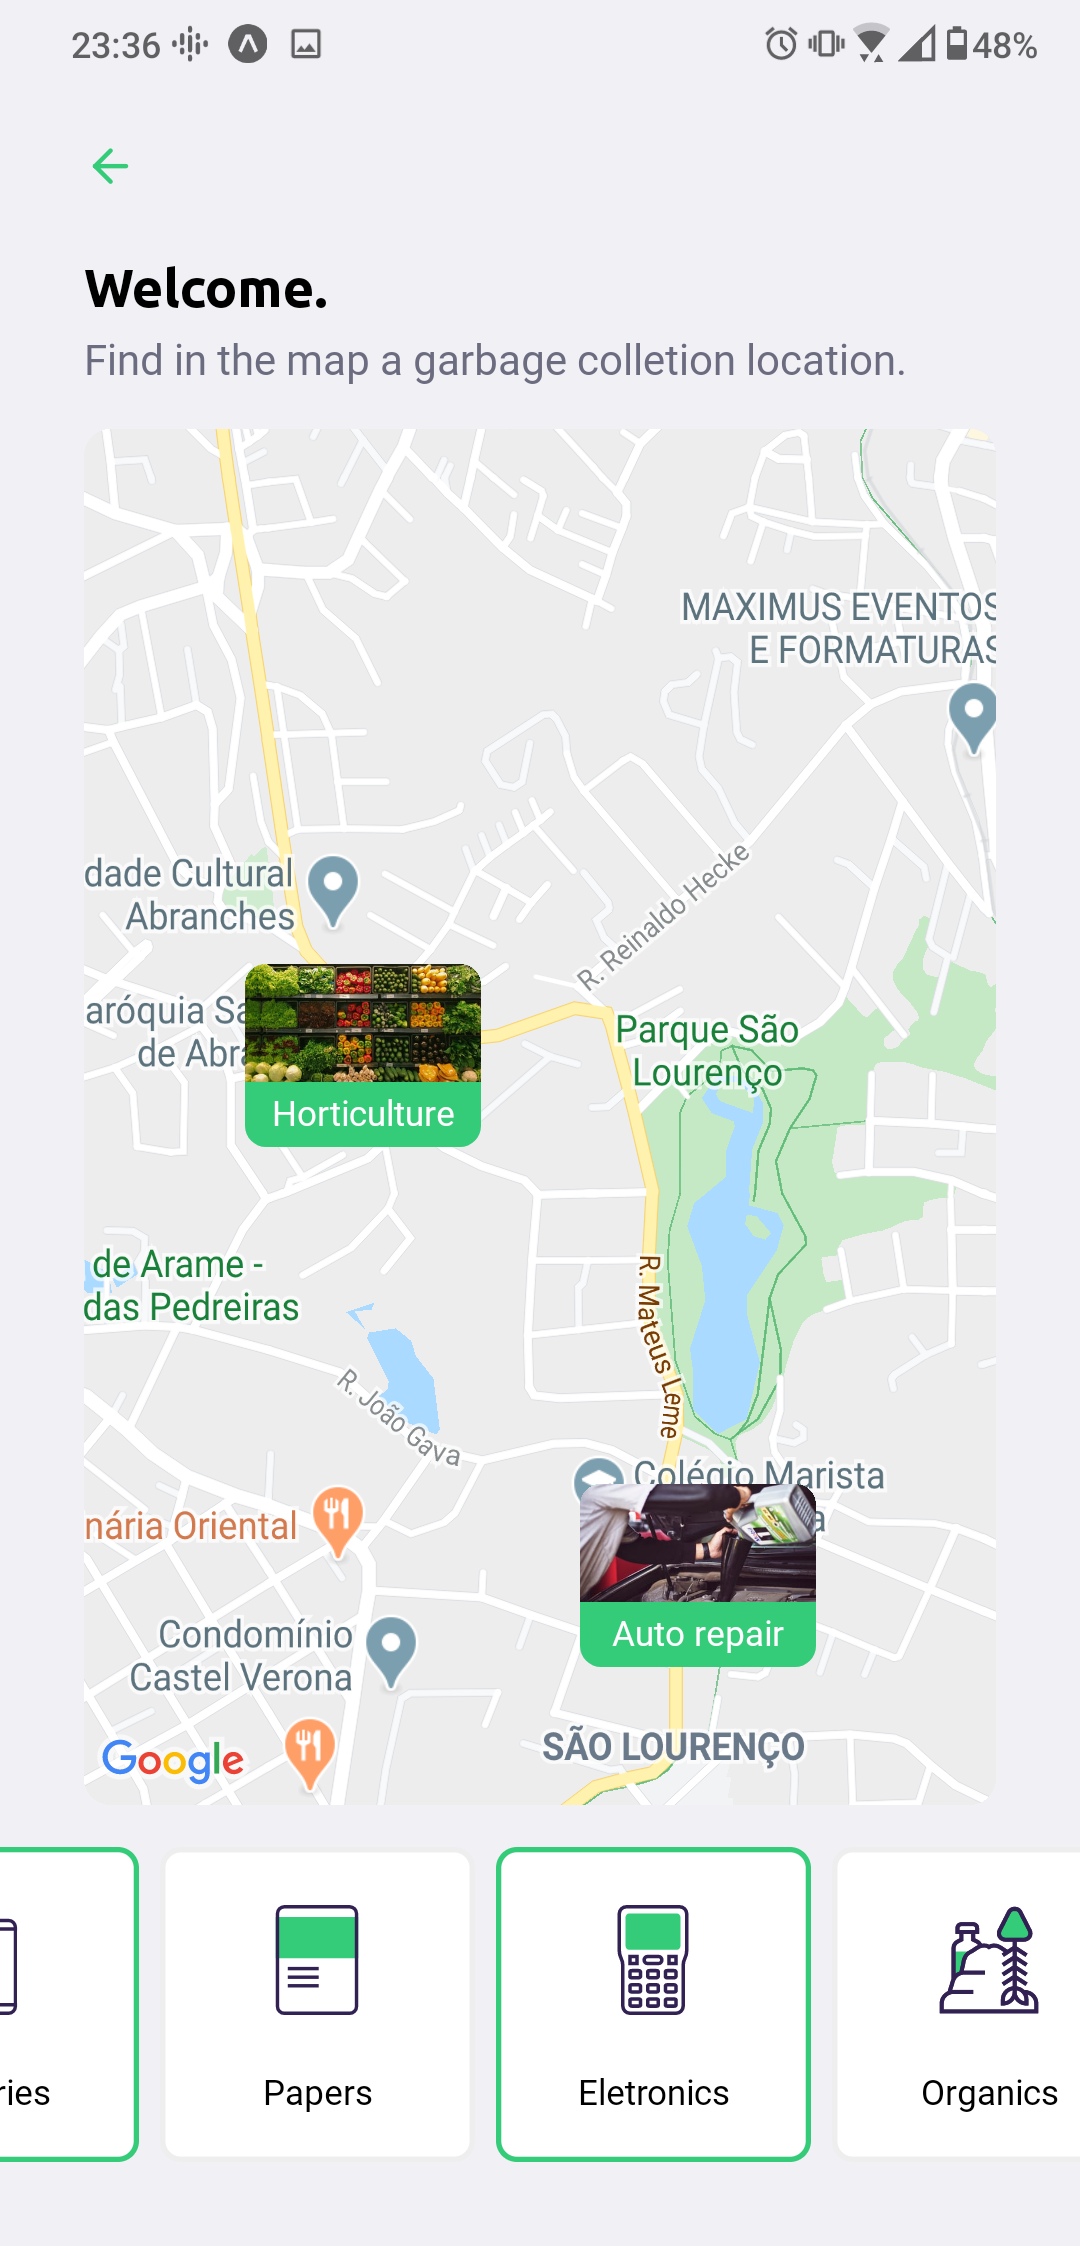 23:36
48%
Welcome.
Find in the map a garbage colletion location.
MAXIMUS EVENTOS
E FORMATURAS
dade Cultural
Abranches
R. Reinaldo Hecke
aróquia Sa
de Abra
Parque São
Lourenço
Horticulture
de Arame -
das Pedreiras
R. Mateus Leme
R. João Gava
Colégio Marista
a
nária Oriental
Auto repair
Condomínio
Castel Verona
SÃO LOURENÇO
Google
ries
Papers
Eletronics
Organics